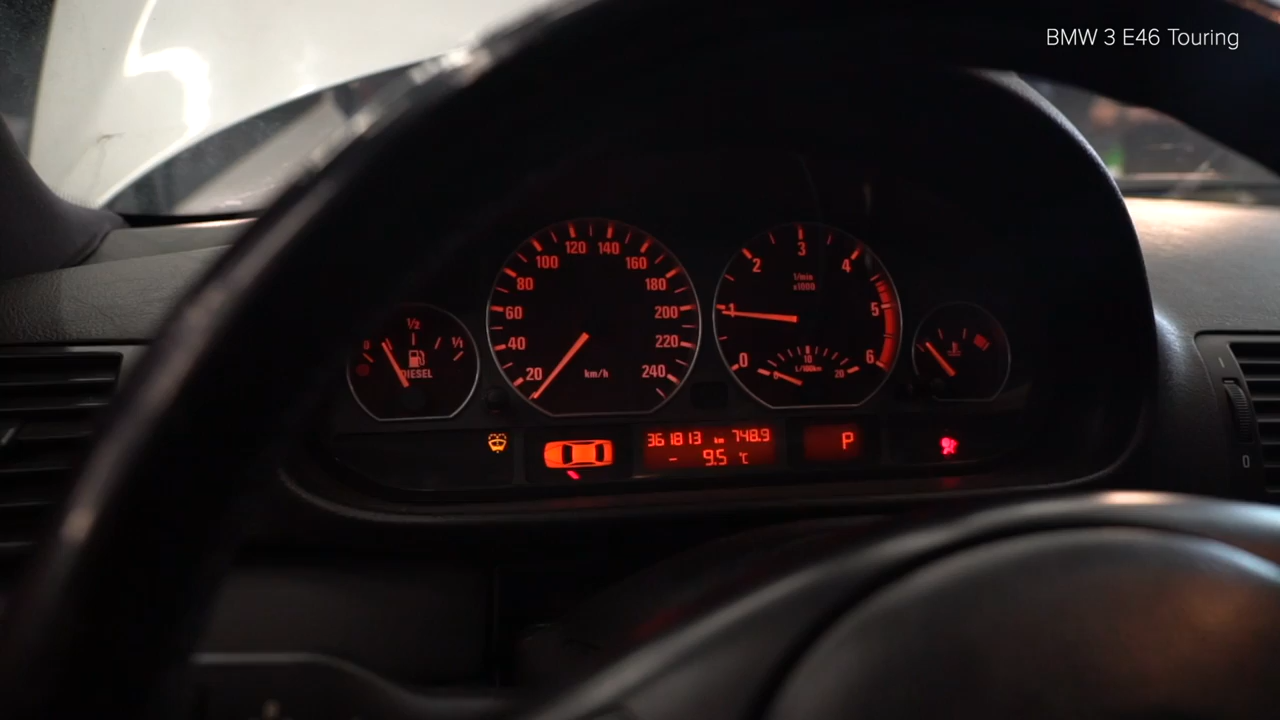 BMW 3 E46 Touring
0 1/2 1/1
DIESEL
20 40 60 80 100 120 140 160 180 200 220 240
km/h
0 1 2 3 4 5 6
1/min
x1000
0 10 20
L/100km
361813 km 748.9
- 9.5 °C
P
0